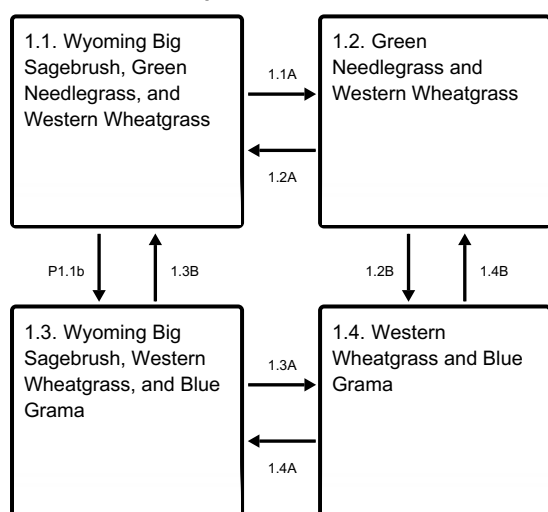 1.1. Wyoming Big
Sagebrush, Green
Needlegrass, and
Western Wheatgrass
1.1A
1.2. Green
Needlegrass and
Western Wheatgrass
1.2A
P1.1b
1.3B
1.2B
1.4B
1.3. Wyoming Big
Sagebrush, Western
Wheatgrass, and Blue
Grama
1.3A
1.4. Western
Wheatgrass and Blue
Grama
1.4A